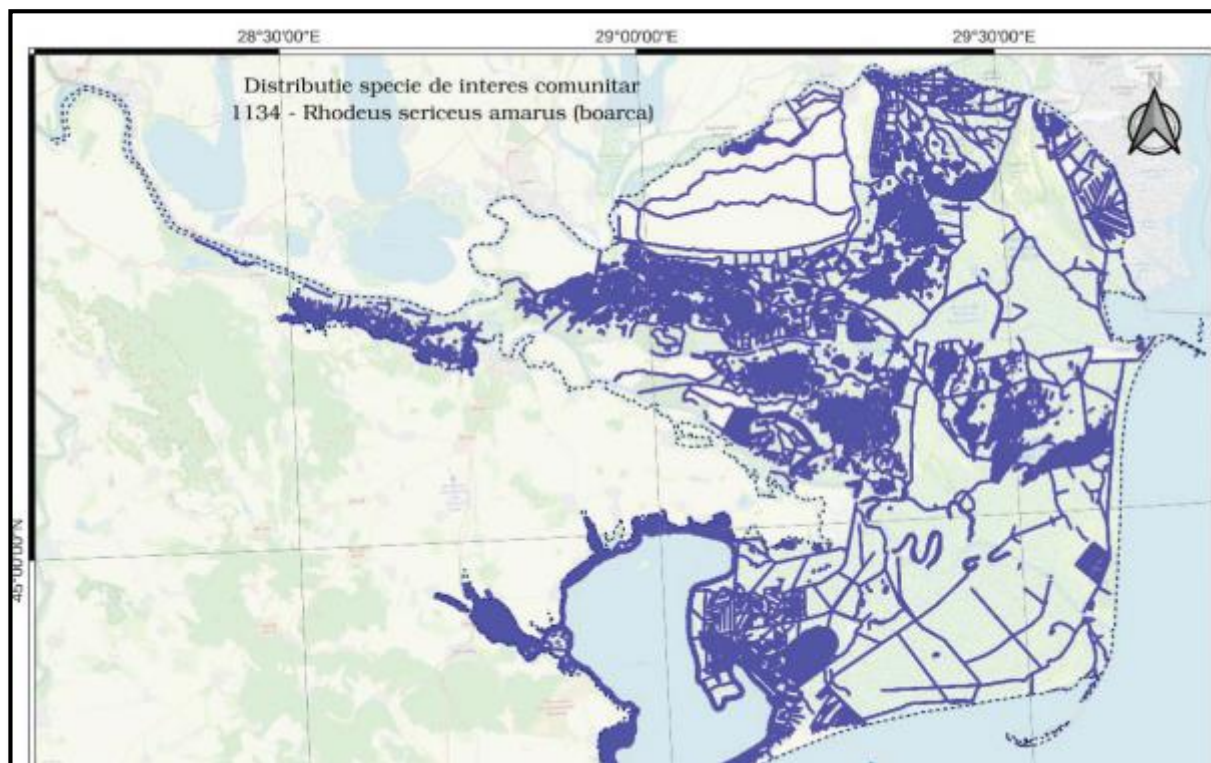 28°30'00"E
29°00'00"E
29°30'00"E
Distributie specie de interes comunitar
1134 - Rhodeus sericeus amarus (boarca)
N
45°00'00"N